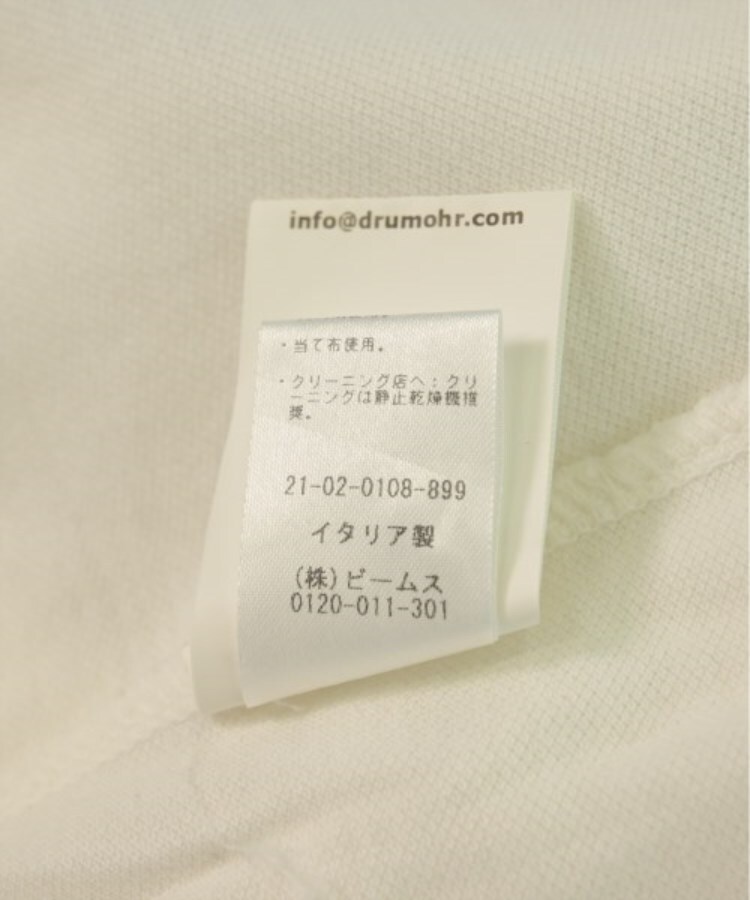 info@drumohr.com
・当て布使用。
・クリーニング店へ：クリ
ーニングは静止乾燥機推
奨。
21-02-0108-899
イタリア製
(株)ビームス
0120-011-301